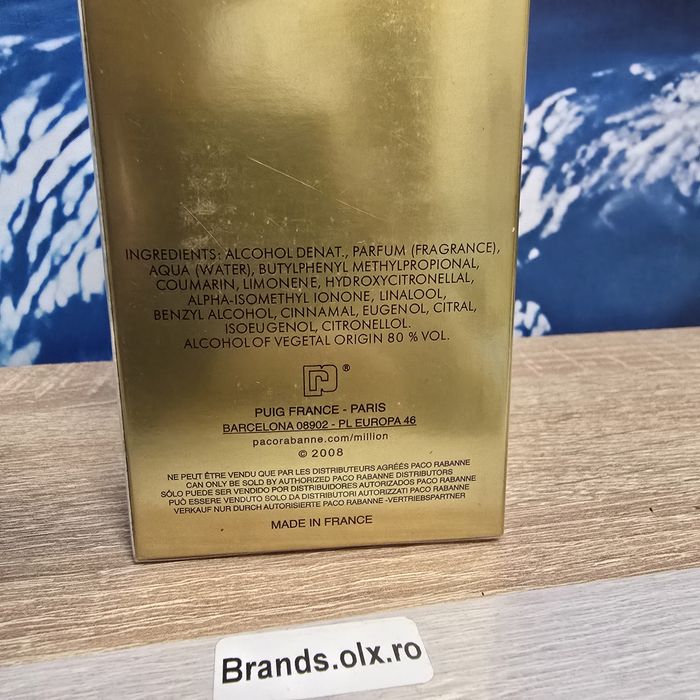 INGREDIENTS: ALCOHOL DENAT., PARFUM (FRAGRANCE),
AQUA (WATER), BUTYLPHENYL METHYLPROPIONAL,
COUMARIN, LIMONENE, HYDROXYCITRONELLAL,
ALPHA-ISOMETHYL IONONE, LINALOOL,
BENZYL ALCOHOL, CINNAMAL, EUGENOL, CITRAL,
ISOEUGENOL, CITRONELLOL.
ALCOHOL OF VEGETAL ORIGIN 80 % VOL.
®
PUIG FRANCE - PARIS
BARCELONA 08902 - PL EUROPA 46
pacorabanne.com/million
© 2008
NE PEUT ÊTRE VENDU QUE PAR LES DISTRIBUTEURS AGRÉÉS PACO RABANNE
CAN ONLY BE SOLD BY AUTHORIZED PACO RABANNE DISTRIBUTORS
SÓLO PUEDE SER VENDIDO POR DISTRIBUIDORES AUTORIZADOS PACO RABANNE
PUÒ ESSERE VENDUTO SOLO DA DISTRIBUTORI AUTORIZZATI PACO RABANNE
VERKAUF NUR DURCH AUTORISIERTE PACO RABANNE -VERTRIEBSPARTNER
MADE IN FRANCE
Brands.olx.ro